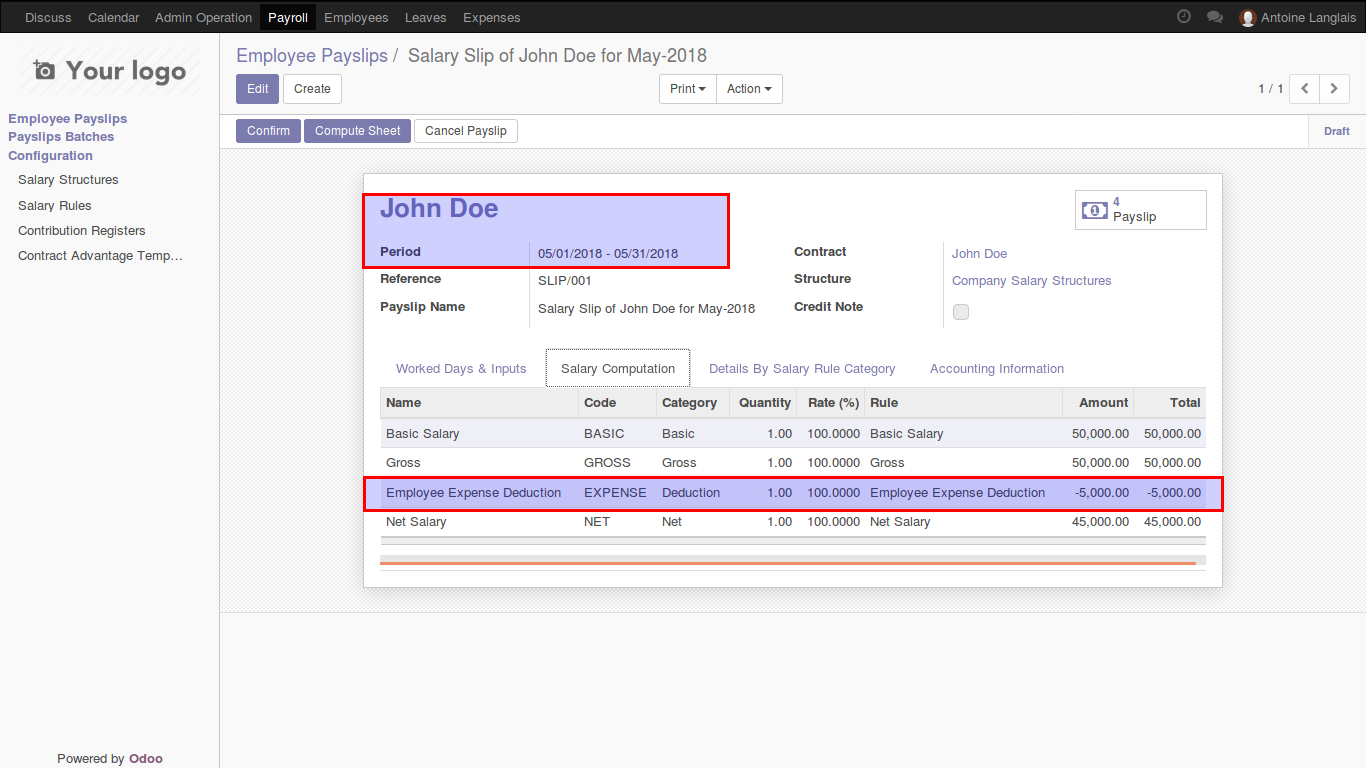 Discuss Calendar Admin Operation Payroll Employees Leaves Expenses Antoine Langlais
Your logo
Employee Payslips
Payslips Batches
Configuration
Salary Structures
Salary Rules
Contribution Registers
Contract Advantage Temp…
Powered by Odoo
Employee Payslips / Salary Slip of John Doe for May-2018
Edit Create Print Action 1 / 1
Confirm Compute Sheet Cancel Payslip Draft
John Doe
4
Payslip
Period 05/01/2018 - 05/31/2018 Contract John Doe
Reference SLIP/001 Structure Company Salary Structures
Payslip Name Salary Slip of John Doe for May-2018 Credit Note
Worked Days & Inputs Salary Computation Details By Salary Rule Category Accounting Information
Name Code Category Quantity Rate (%) Rule Amount Total
Basic Salary BASIC Basic 1.00 100.0000 Basic Salary 50,000.00 50,000.00
Gross GROSS Gross 1.00 100.0000 Gross 50,000.00 50,000.00
Employee Expense Deduction EXPENSE Deduction 1.00 100.0000 Employee Expense Deduction -5,000.00 -5,000.00
Net Salary NET Net 1.00 100.0000 Net Salary 45,000.00 45,000.00